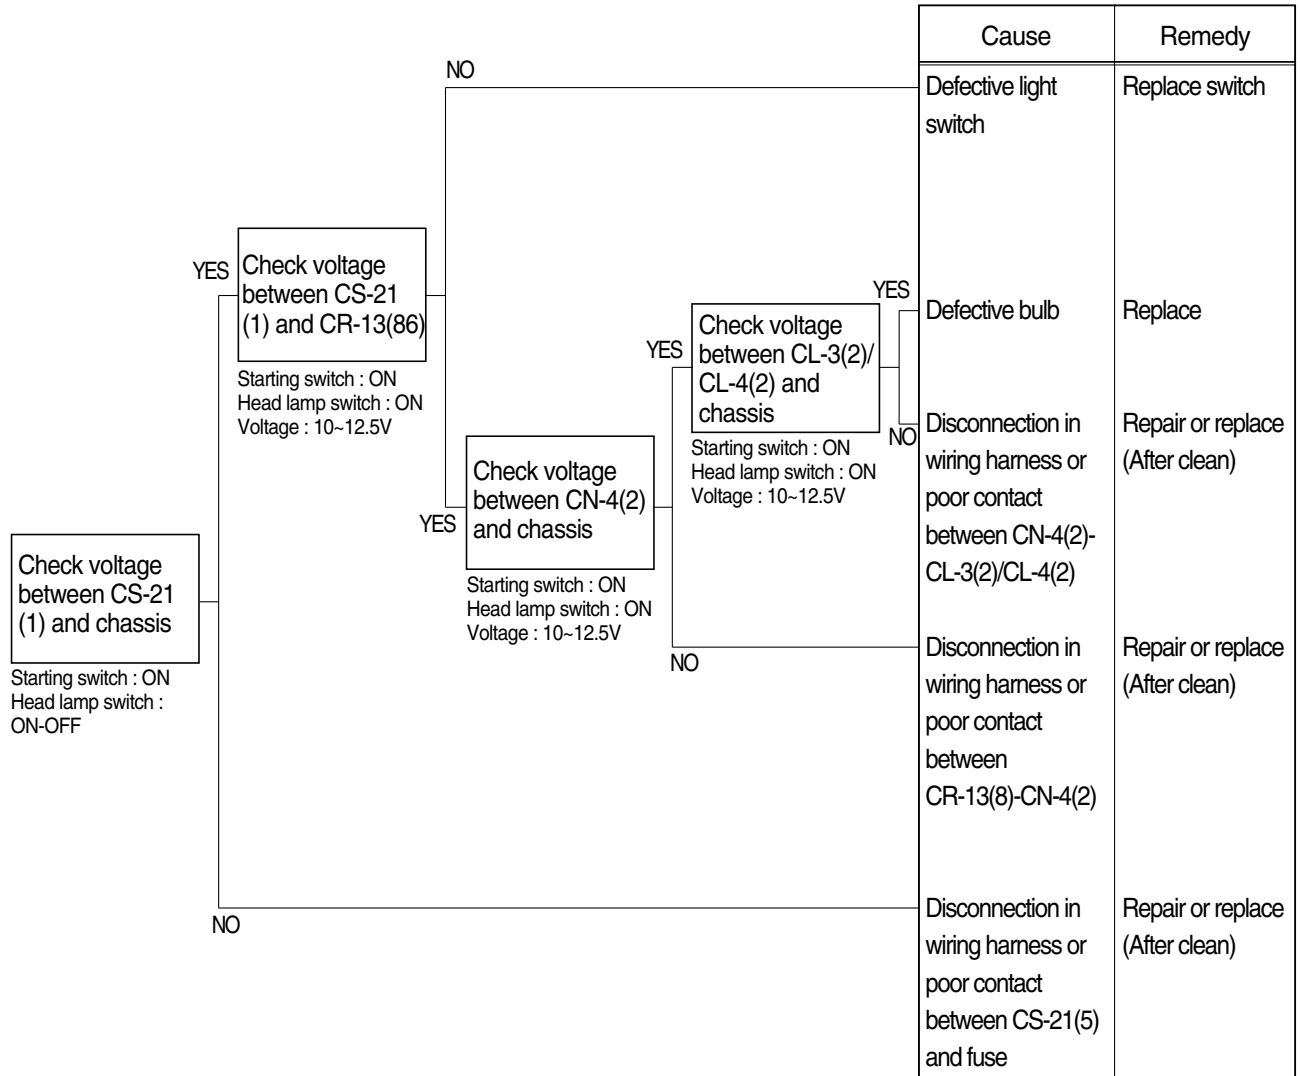 Cause
Remedy
NO
Defective light
switch
Replace switch
YES
Check voltage
between CS-21
(1) and CR-13(86)
Starting switch : ON
Head lamp switch : ON
Voltage : 10~12.5V
YES
Check voltage
between CN-4(2)
and chassis
Starting switch : ON
Head lamp switch : ON
Voltage : 10~12.5V
YES
Check voltage
between CL-3(2)/
CL-4(2) and
chassis
Starting switch : ON
Head lamp switch : ON
Voltage : 10~12.5V
YES
Defective bulb
Replace
NO
Disconnection in
wiring harness or
poor contact
between CN-4(2)-
CL-3(2)/CL-4(2)
Repair or replace
(After clean)
Check voltage
between CS-21
(1) and chassis
Starting switch : ON
Head lamp switch :
ON-OFF
NO
Disconnection in
wiring harness or
poor contact
between
CR-13(8)-CN-4(2)
Repair or replace
(After clean)
NO
Disconnection in
wiring harness or
poor contact
between CS-21(5)
and fuse
Repair or replace
(After clean)